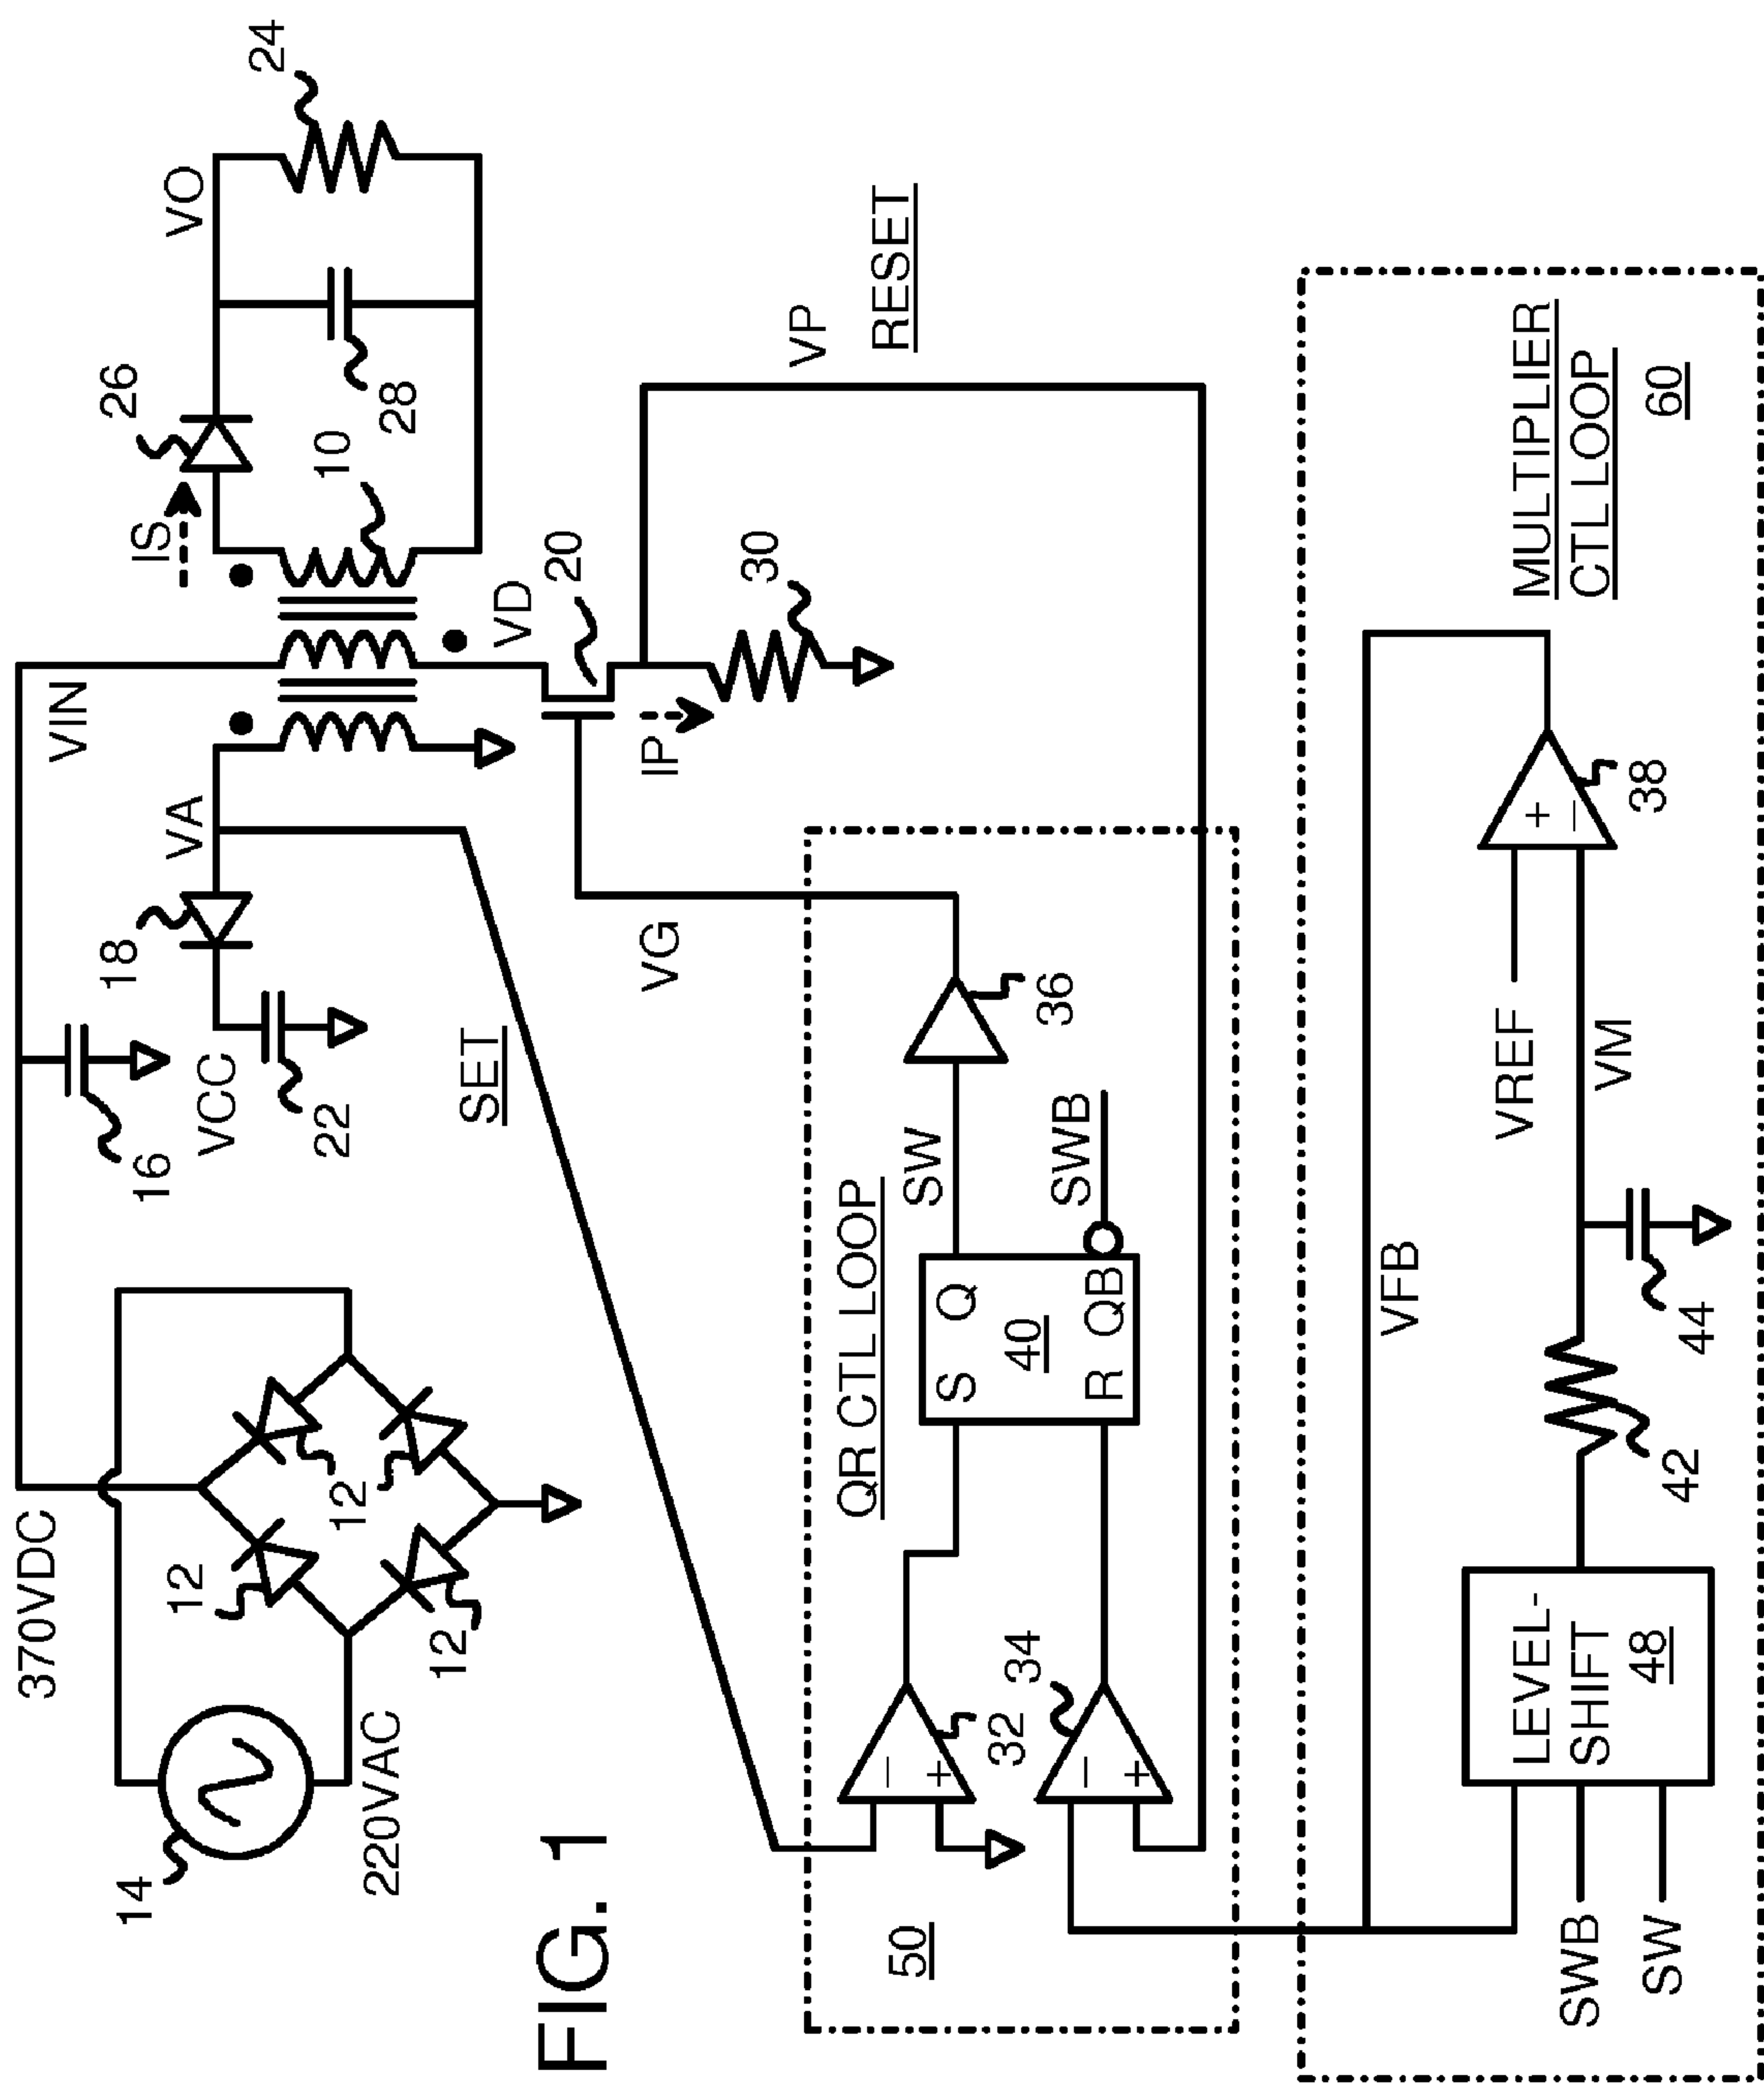 FIG. 1
14
220VAC
370VDC
12
12
12
12
16
VIN
18
VA
VCC
22
SET
IS
26
10
28
VO
24
VD
20
IP
30
VG
VP
RESET
50
QR CTL LOOP
32
34
S
Q
40
R
QB
SW
SWB
36
SWB
SW
LEVEL-
SHIFT
48
42
44
VFB
VREF
VM
38
MULTIPLIER
CTL LOOP
60
−
+
−
+
+
−